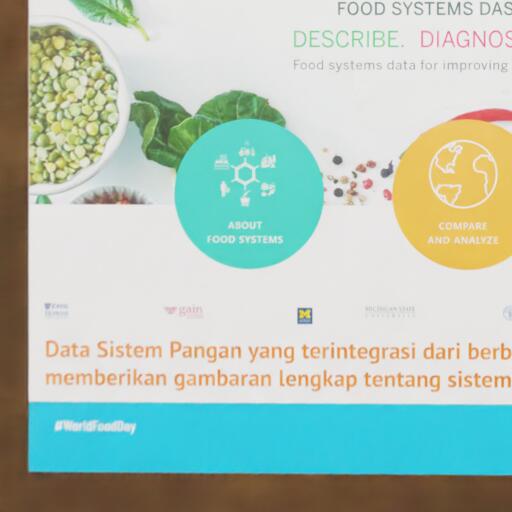 FOOD SYSTEMS DAS
DESCRIBE. DIAGNOS
Food systems data for improving
ABOUT
FOOD SYSTEMS
COMPARE
AND ANALYZE
gain
MICHIGAN STATE
UNIVERSITY
Data Sistem Pangan yang terintegrasi dari berb
memberikan gambaran lengkap tentang sistem
#WorldFoodDay